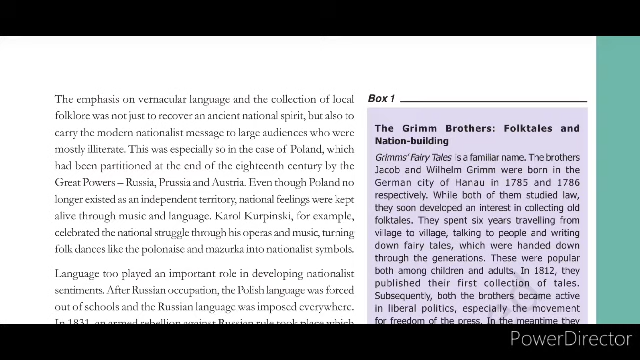 The emphasis on vernacular language and the collection of local
folklore was not just to recover an ancient national spirit, but also to
carry the modern nationalist message to large audiences who were
mostly illiterate. This was especially so in the case of Poland, which
had been partitioned at the end of the eighteenth century by the
Great Powers – Russia, Prussia and Austria. Even though Poland no
longer existed as an independent territory, national feelings were kept
alive through music and language. Karol Kurpinski, for example,
celebrated the national struggle through his operas and music, turning
folk dances like the polonaise and mazurka into nationalist symbols.
Language too played an important role in developing nationalist
sentiments. After Russian occupation, the Polish language was forced
out of schools and the Russian language was imposed everywhere.
In 1831, an armed rebellion against Russian rule took place which
Box 1
The Grimm Brothers: Folktales and
Nation-building
Grimms' Fairy Tales is a familiar name. The brothers
Jacob and Wilhelm Grimm were born in the
German city of Hanau in 1785 and 1786
respectively. While both of them studied law,
they soon developed an interest in collecting old
folktales. They spent six years travelling from
village to village, talking to people and writing
down fairy tales, which were handed down
through the generations. These were popular
both among children and adults. In 1812, they
published their first collection of tales.
Subsequently, both the brothers became active
in liberal politics, especially the movement
for freedom of the press. In the meantime they
PowerDirector